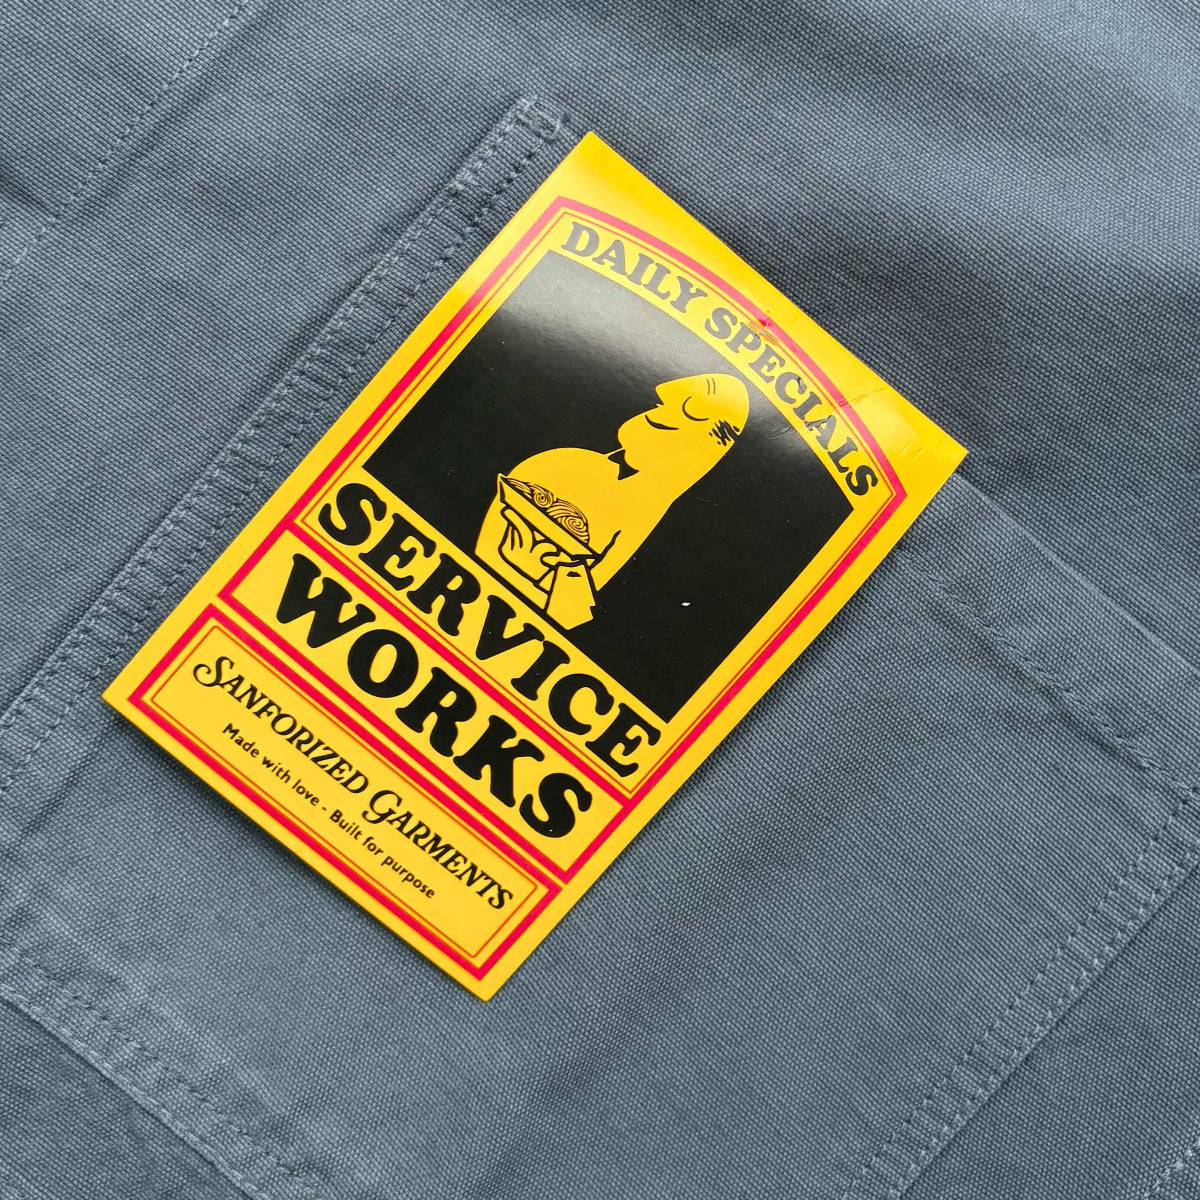 DAILY SPECIALS
SERVICE
WORKS
SANFORIZED GARMENTS
Made with love - Built for purpose